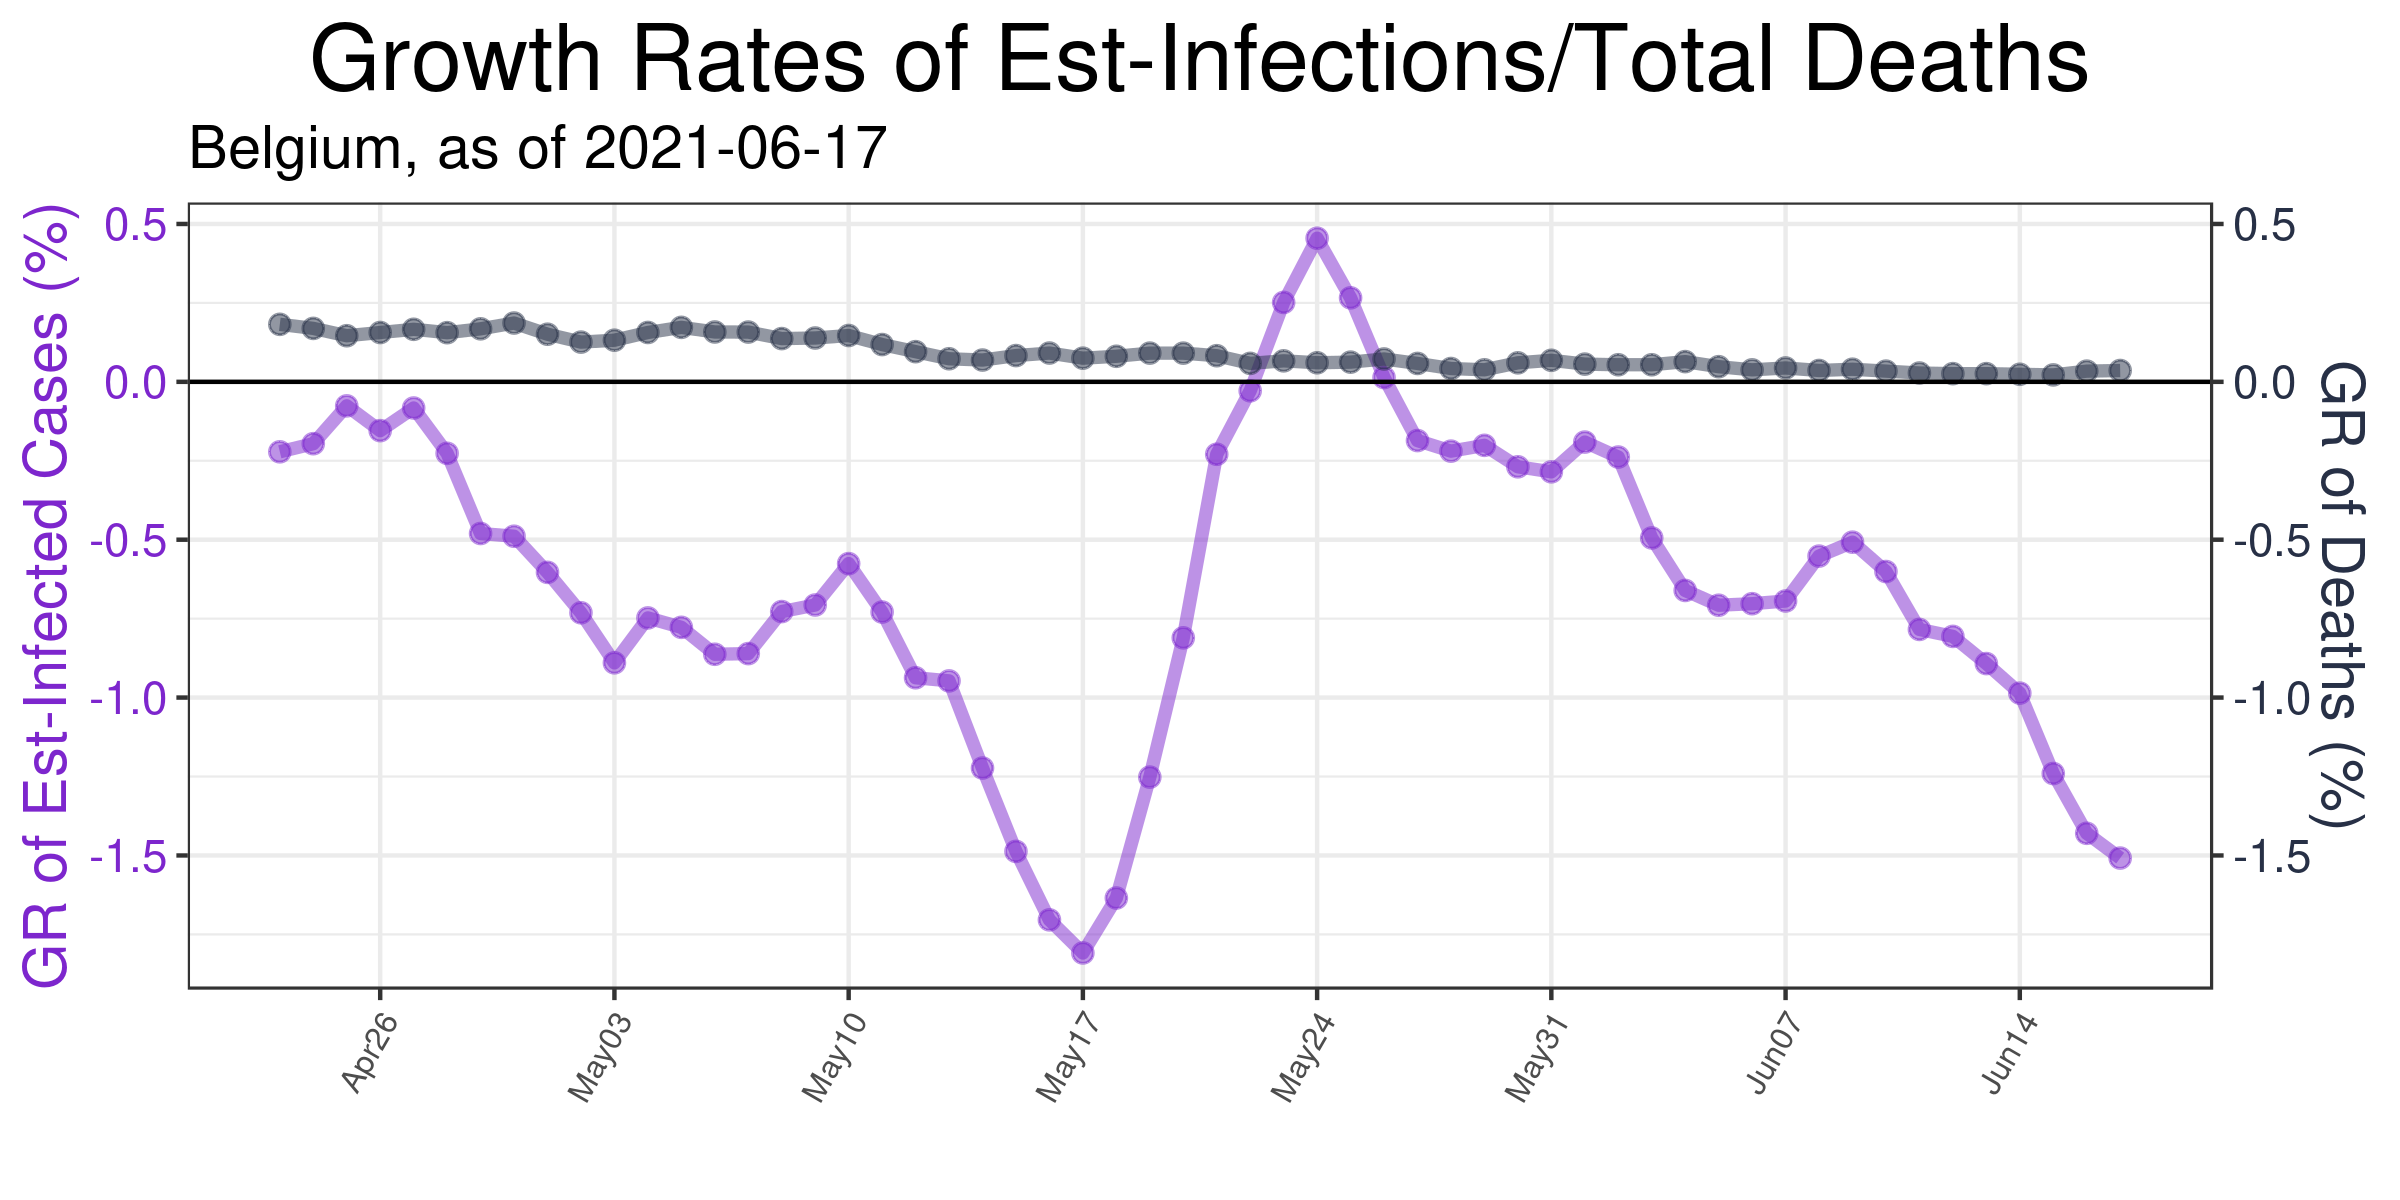 Growth Rates of Est-Infections/Total Deaths
Belgium, as of 2021-06-17
GR of Est-Infected Cases (%)
0.5
0.0
-0.5
-1.0
-1.5
0.5
0.0
-0.5
-1.0
-1.5
GR of Deaths (%)
Apr26
May03
May10
May17
May24
May31
Jun07
Jun14